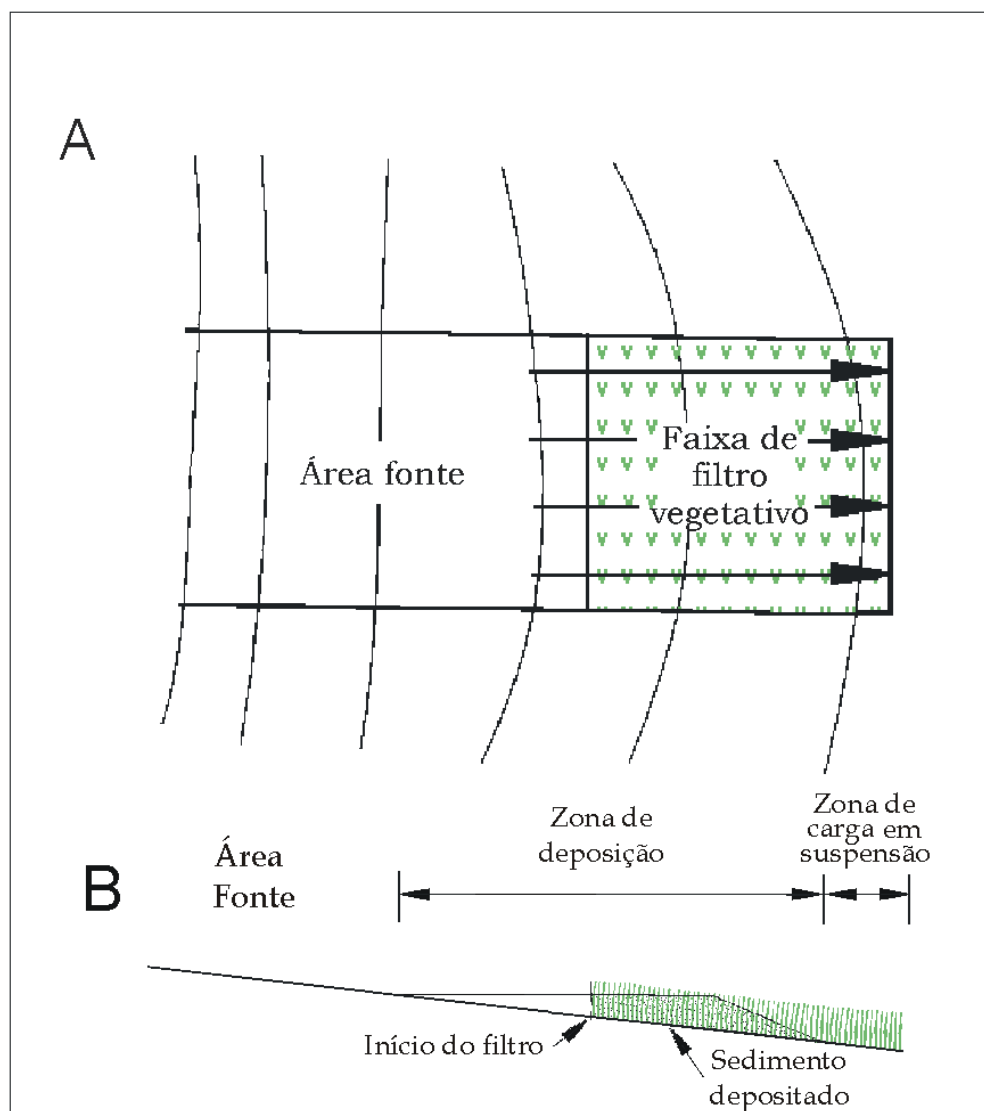 A
Área fonte
Faixa de
filtro
vegetativo
Zona de
deposição
Zona de
carga em
suspensão
Área
Fonte
B
Início do filtro
Sedimento
depositado